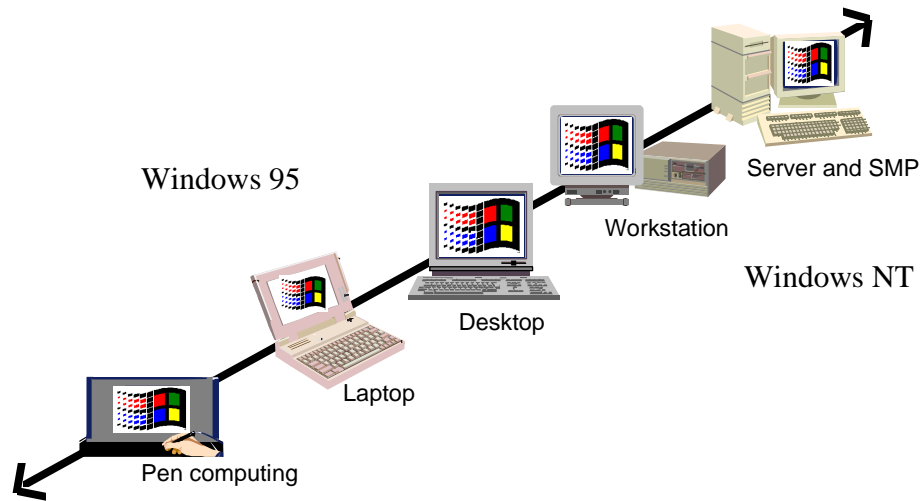 Server and SMP
Windows 95
Workstation
Windows NT
Desktop
Laptop
Pen computing